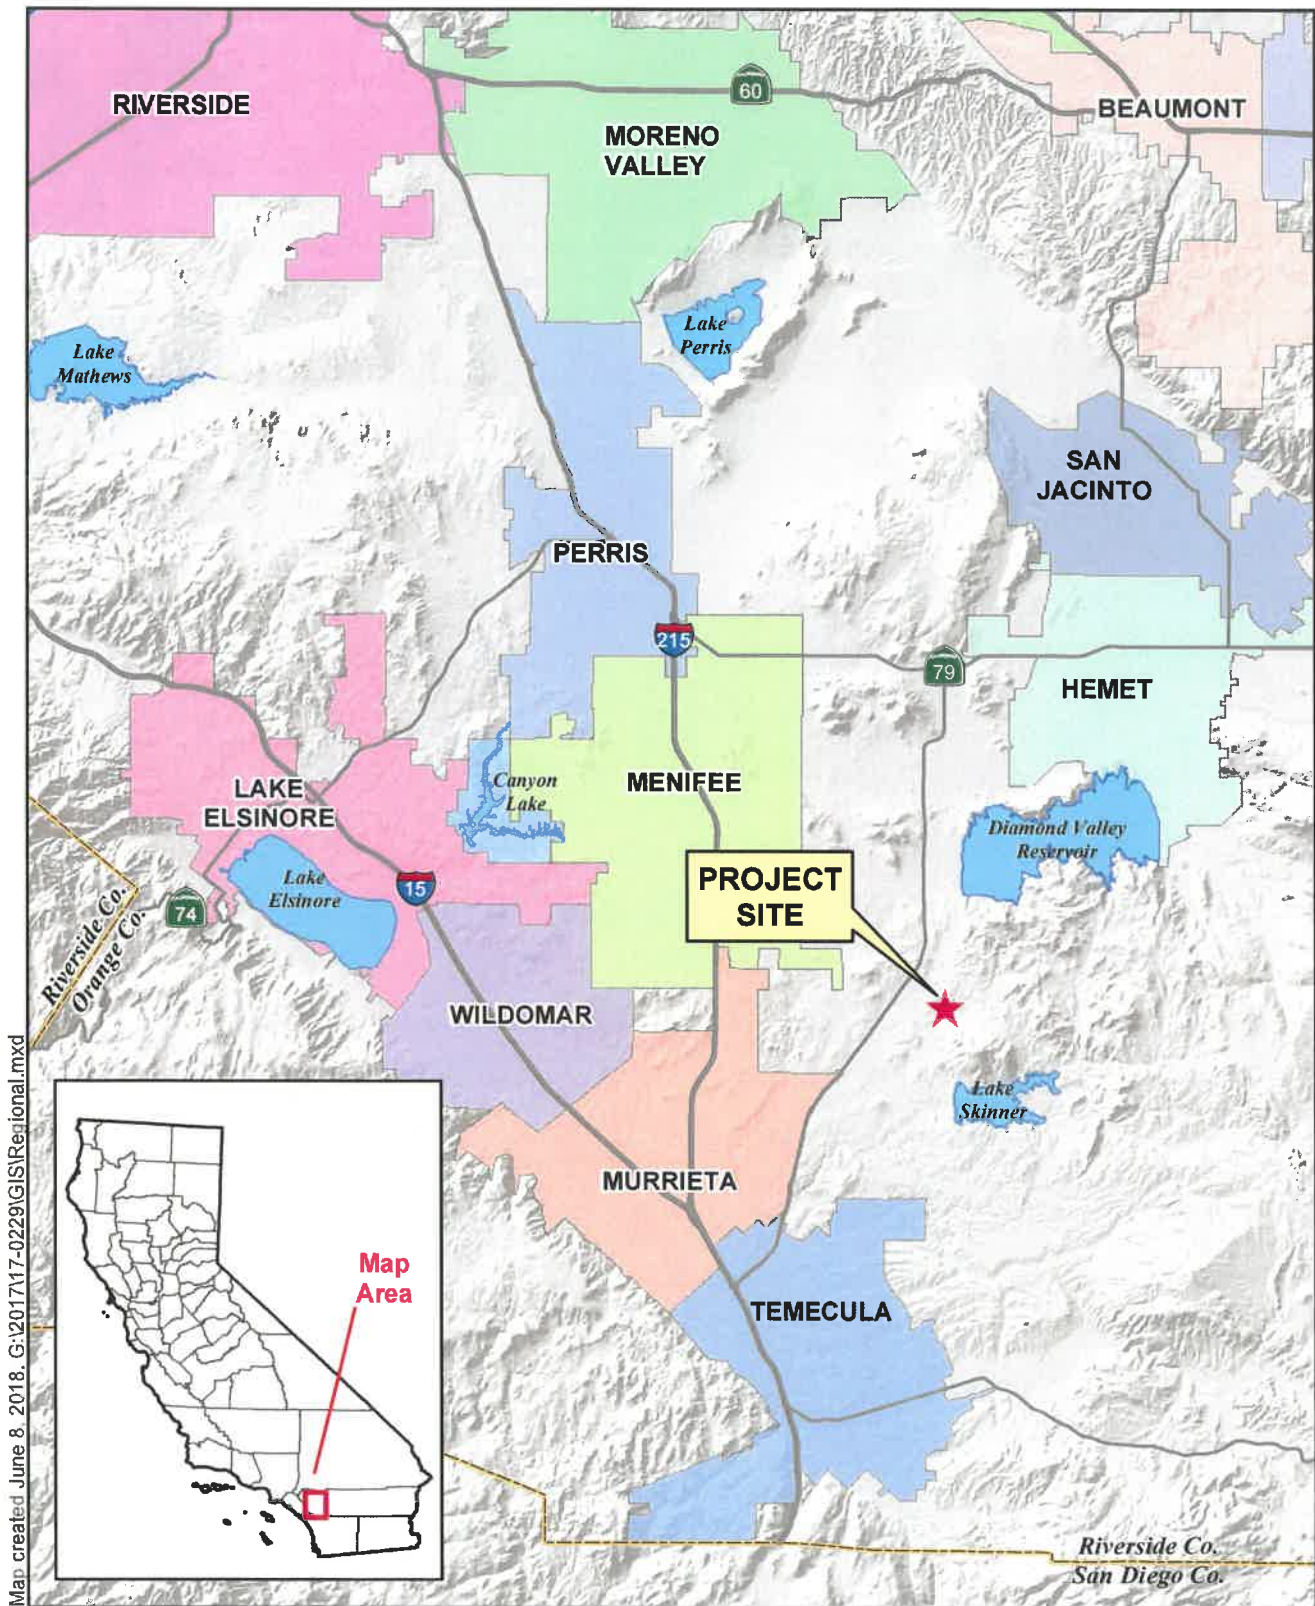 RIVERSIDE
60
BEAUMONT
MORENO
VALLEY
Lake
Perris
Lake
Mathews
SAN
JACINTO
PERRIS
215
79
HEMET
MENIFEE
Canyon
Lake
LAKE
ELSINORE
Diamond Valley
Reservoir
PROJECT
SITE
Lake
Elsinore
15
74
Riverside Co.
Orange Co.
WILDOMAR
Lake
Skinner
MURRIETA
Map
Area
TEMECULA
Riverside Co.
San Diego Co.
Map created June 8, 2018. G:\2017\17-0229\GIS\Regional.mxd